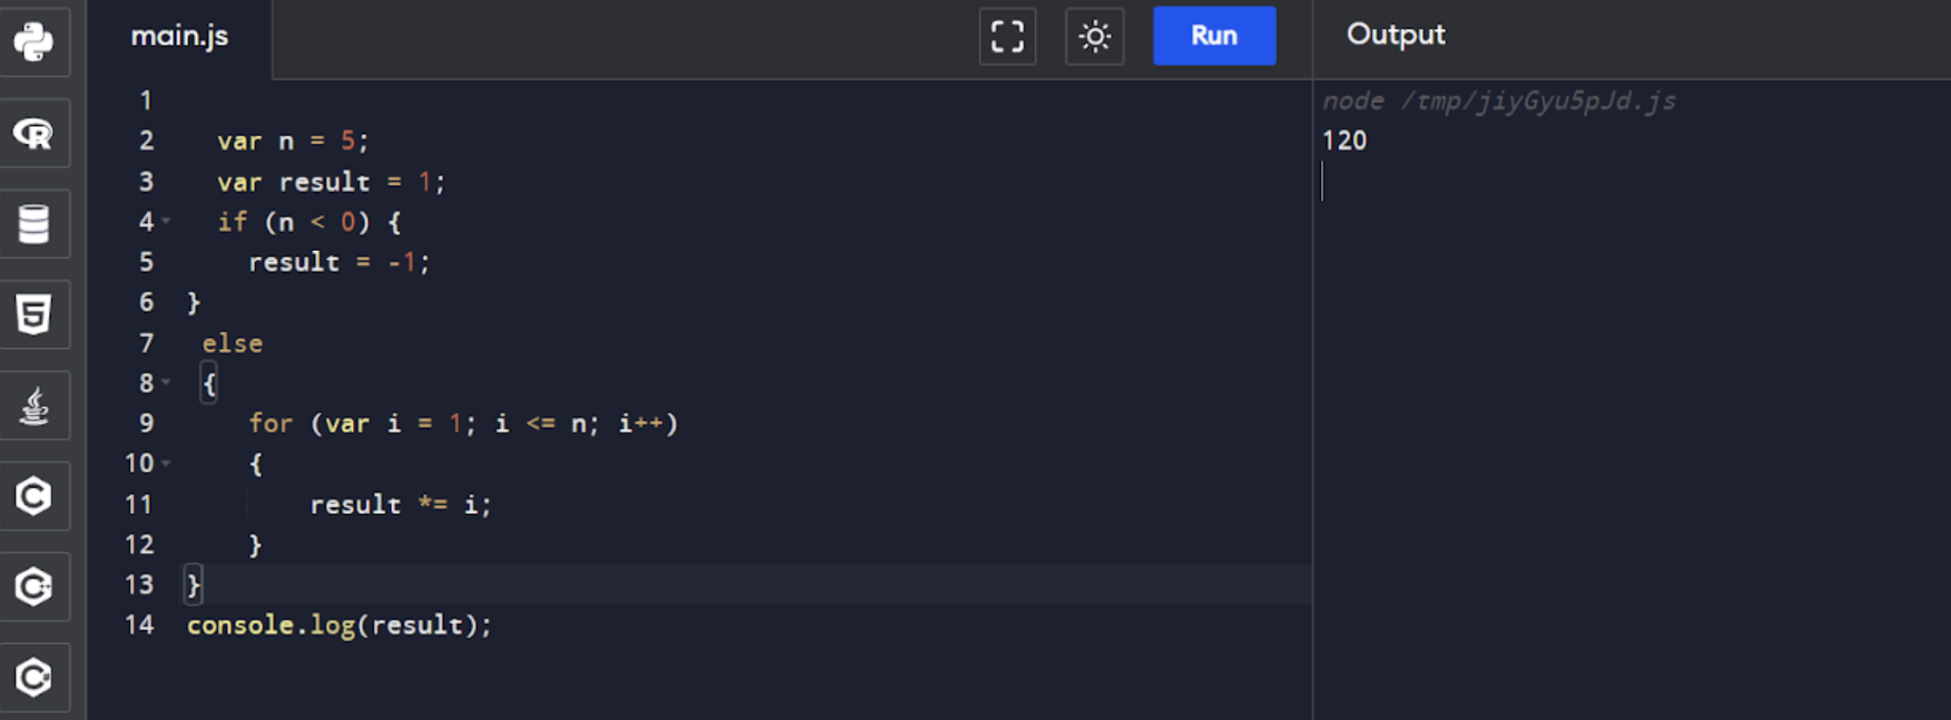 main.js
Run
Output
1
2 var n = 5;
3 var result = 1;
4 if (n < 0) {
5 result = -1;
6 }
7 else
8 {
9 for (var i = 1; i <= n; i++)
10 {
11 result *= i;
12 }
13 }
14 console.log(result);
node /tmp/jiyGyu5pJd.js
120